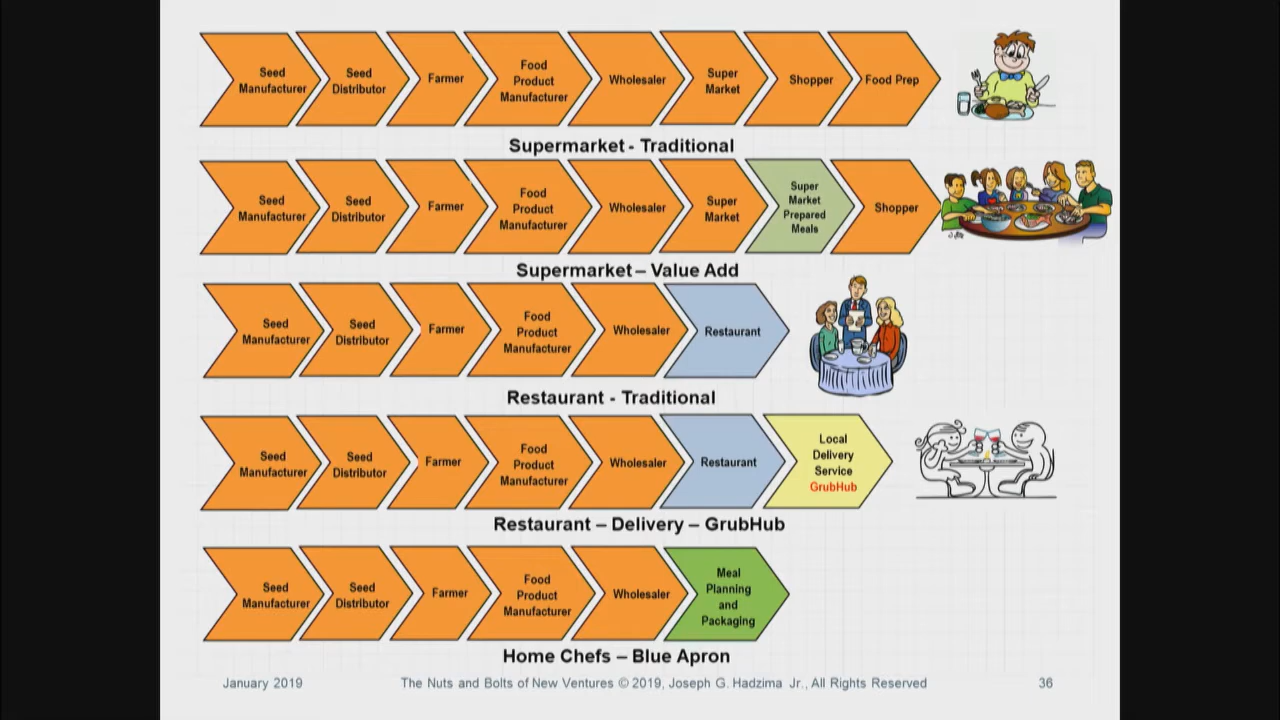 Seed
Manufacturer
Seed
Distributor
Farmer
Food
Product
Manufacturer
Wholesaler
Super
Market
Shopper
Food Prep
Supermarket - Traditional
Seed
Manufacturer
Seed
Distributor
Farmer
Food
Product
Manufacturer
Wholesaler
Super
Market
Super
Market
Prepared
Meals
Shopper
Supermarket – Value Add
Seed
Manufacturer
Seed
Distributor
Farmer
Food
Product
Manufacturer
Wholesaler
Restaurant
Restaurant - Traditional
Seed
Manufacturer
Seed
Distributor
Farmer
Food
Product
Manufacturer
Wholesaler
Restaurant
Local
Delivery
Service
GrubHub
Restaurant – Delivery – GrubHub
Seed
Manufacturer
Seed
Distributor
Farmer
Food
Product
Manufacturer
Wholesaler
Meal
Planning
and
Packaging
Home Chefs – Blue Apron
January 2019
The Nuts and Bolts of New Ventures © 2019, Joseph G. Hadzima Jr., All Rights Reserved
36